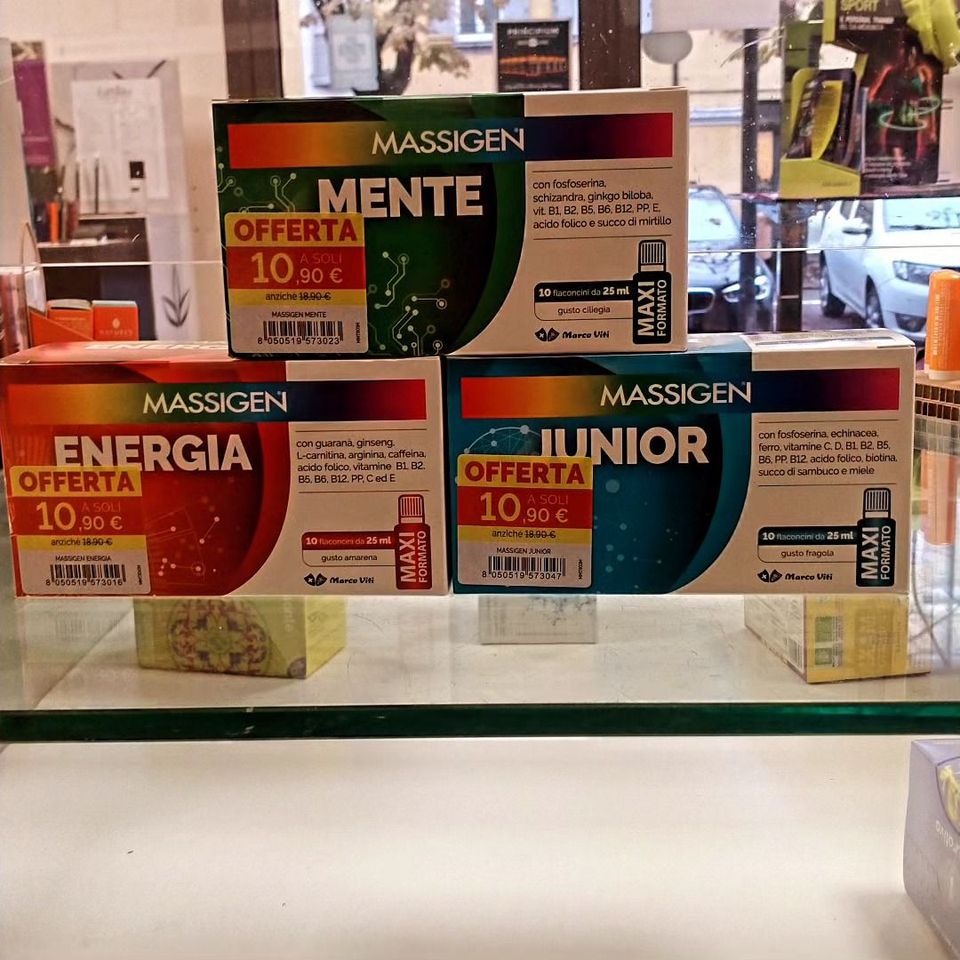 SPORT
MASSIGEN
MENTE
OFFERTA
A SOLI
10,90 €
anziché 18.90 €
MASSIGEN MENTE
8 050519 573023
con fosfoserina,
schizandra, ginkgo biloba,
vit. B1, B2, B5, B6, B12, PP, E,
acido folico e succo di mirtillo
10 flaconcini da 25 ml
gusto ciliegia
MAXI
FORMATO
Marco Viti
MASSIGEN
ENERGIA
OFFERTA
A SOLI
10,90 €
anziché 18.90 €
MASSIGEN ENERGIA
8 050519 573016
con guaranà, ginseng,
L-carnitina, arginina, caffeina,
acido folico, vitamine B1, B2,
B5, B6, B12, PP, C ed E
10 flaconcini da 25 ml
gusto amarena
MAXI
FORMATO
Marco Viti
MASSIGEN
JUNIOR
OFFERTA
A SOLI
10,90 €
anziché 18.90 €
MASSIGEN JUNIOR
8 050519 573047
con fosfoserina, echinacea,
ferro, vitamine C, D, B1, B2, B5,
B6, PP, B12, acido folico, biotina,
succo di sambuco e miele
10 flaconcini da 25 ml
gusto fragola
MAXI
FORMATO
Marco Viti